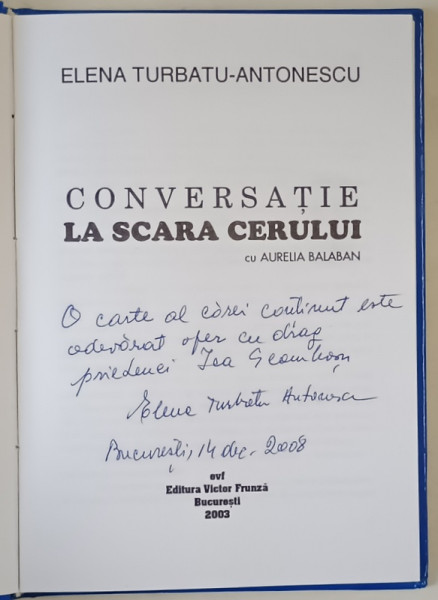 ELENA TURBATU-ANTONESCU
CONVERSAȚIE
LA SCARA CERULUI
cu AURELIA BALABAN
O carte al cărei conținut este
adevărat ofer cu drag
prietenei
Elena Turbatu Antonescu
București, 14 dec. 2008
evf
Editura Victor Frunză
București
2003